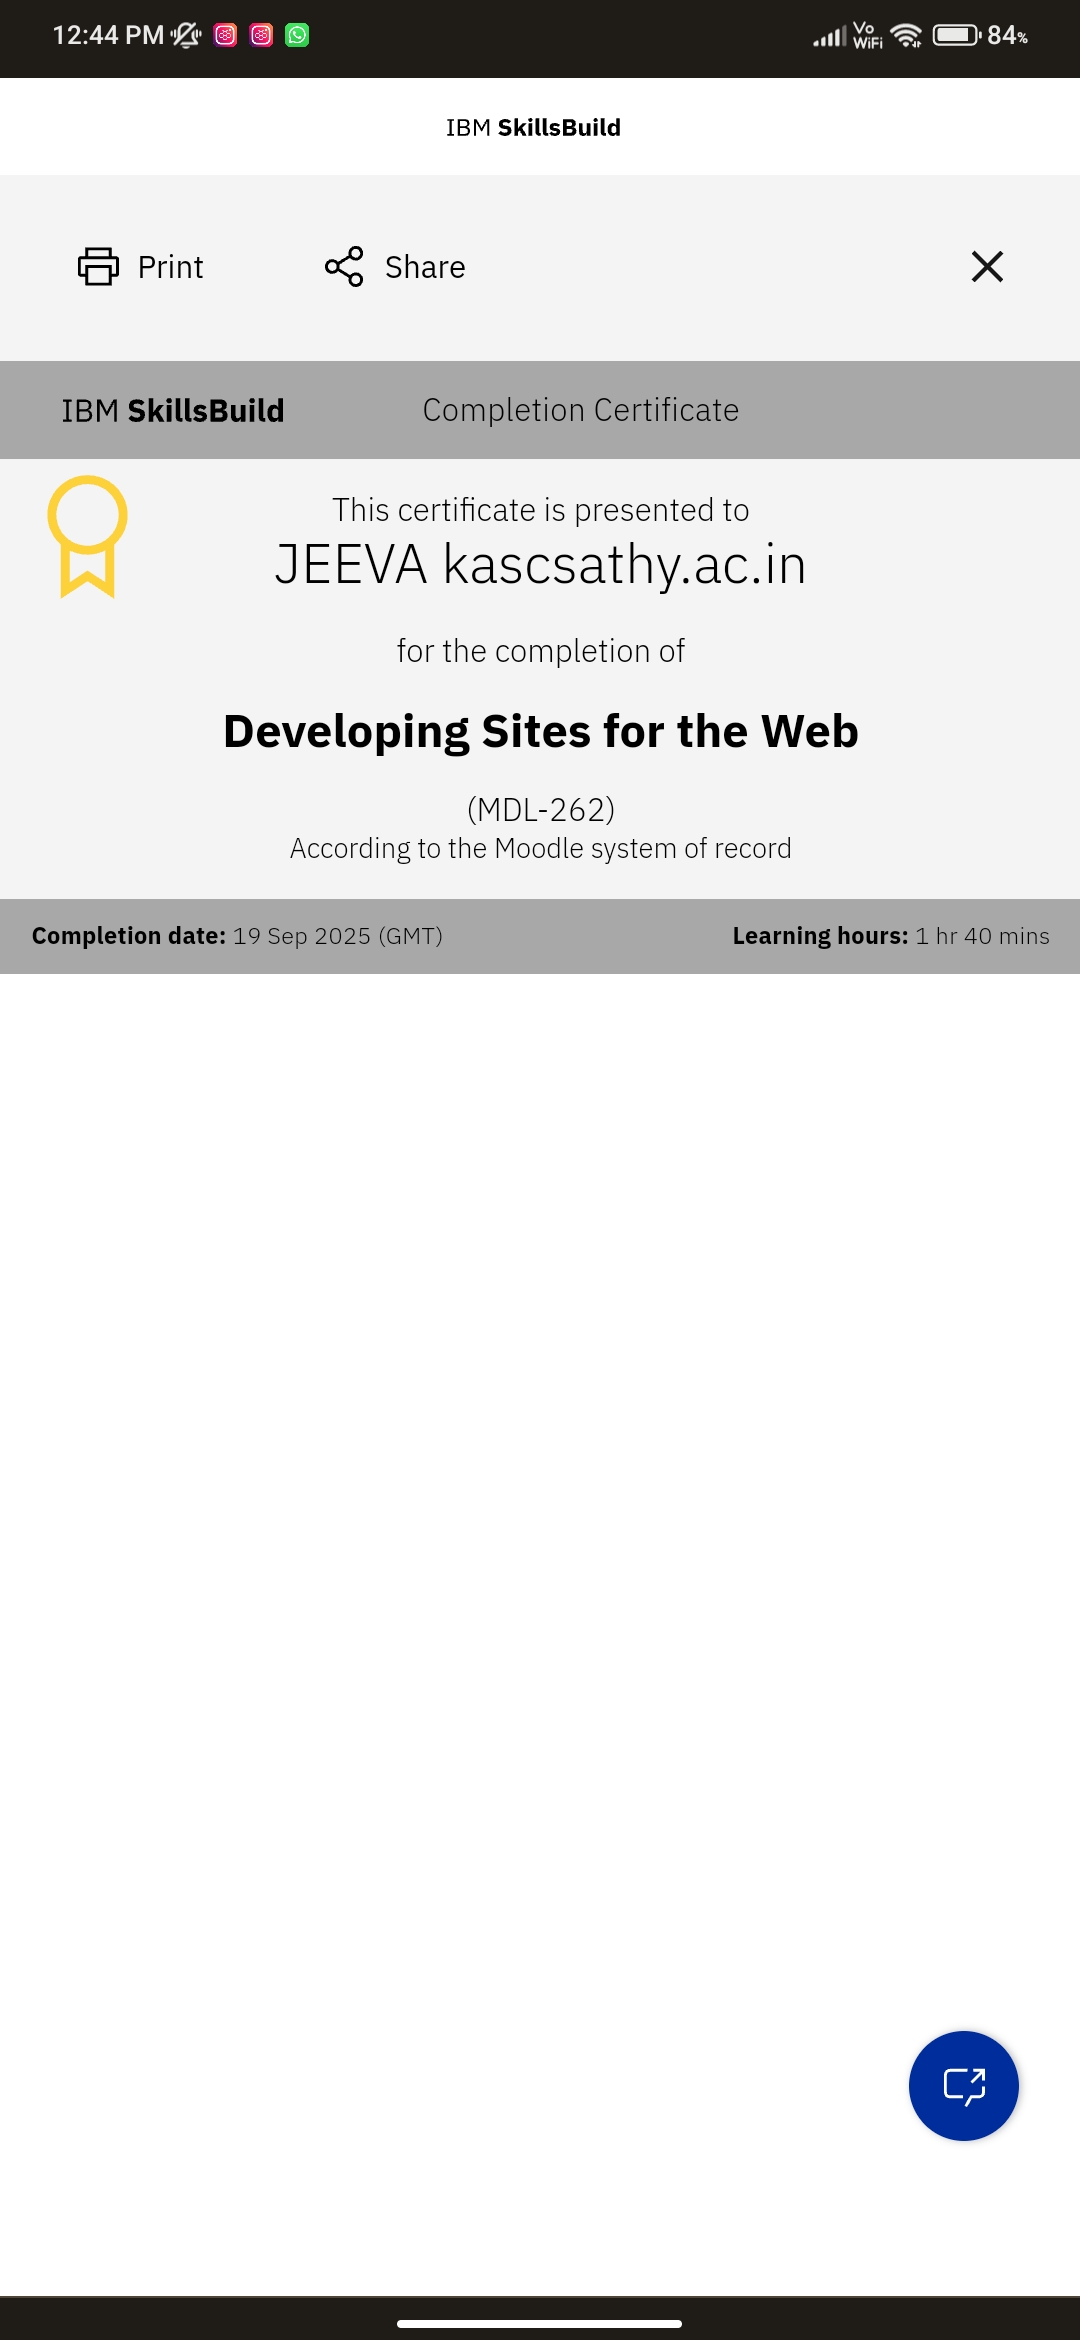 12:44 PM
Vo WiFi
84%
IBM SkillsBuild
Print
Share
IBM SkillsBuild
Completion Certificate
This certificate is presented to
JEEVA kascsathy.ac.in
for the completion of
Developing Sites for the Web
(MDL-262)
According to the Moodle system of record
Completion date: 19 Sep 2025 (GMT)
Learning hours: 1 hr 40 mins